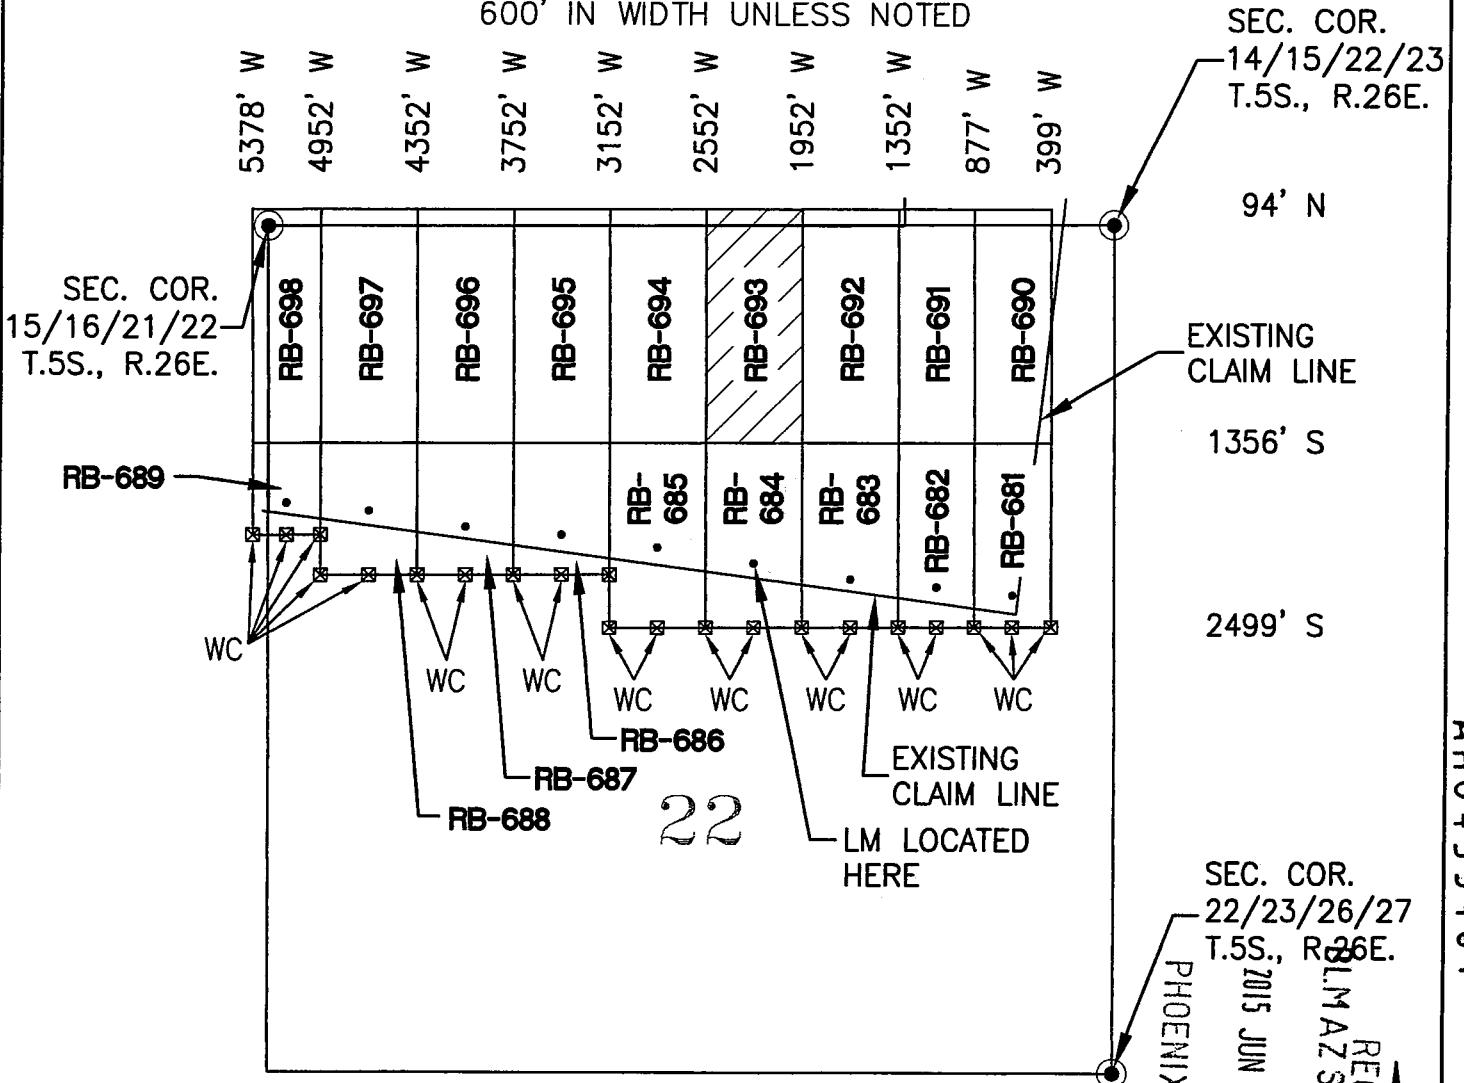 600' IN WIDTH UNLESS NOTED
SEC. COR.
14/15/22/23
T.5S., R.26E.
5378' W
4952' W
4352' W
3752' W
3152' W
2552' W
1952' W
1352' W
877' W
399' W
94' N
SEC. COR.
15/16/21/22
T.5S., R.26E.
RB-698
RB-697
RB-696
RB-695
RB-694
RB-693
RB-692
RB-691
RB-690
EXISTING
CLAIM LINE
1356' S
RB-689
RB-
685
RB-
684
RB-
683
RB-682
RB-681
2499' S
WC
WC
WC
WC
WC
WC
WC
WC
RB-686
RB-687
RB-688
22
EXISTING
CLAIM LINE
LM LOCATED
HERE
SEC. COR.
22/23/26/27
T.5S., R.26E.
BLM AZ S
2015 JUN
PHOENIX